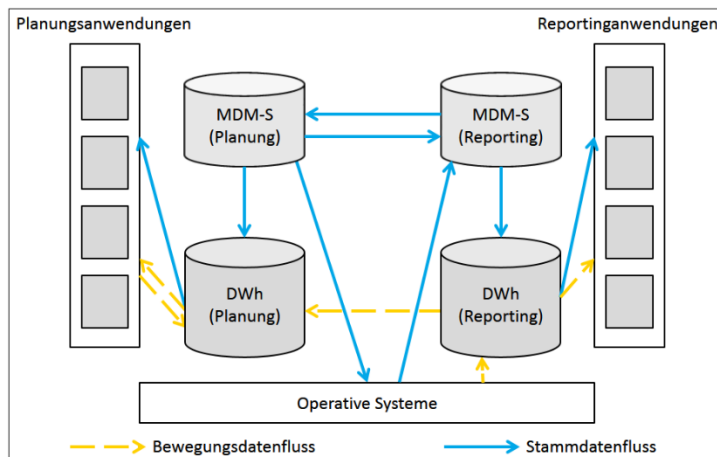 Planungsanwendungen
Reportinganwendungen
MDM-S
(Planung)
MDM-S
(Reporting)
DWh
(Planung)
DWh
(Reporting)
Operative Systeme
Bewegungsdatenfluss
Stammdatenfluss